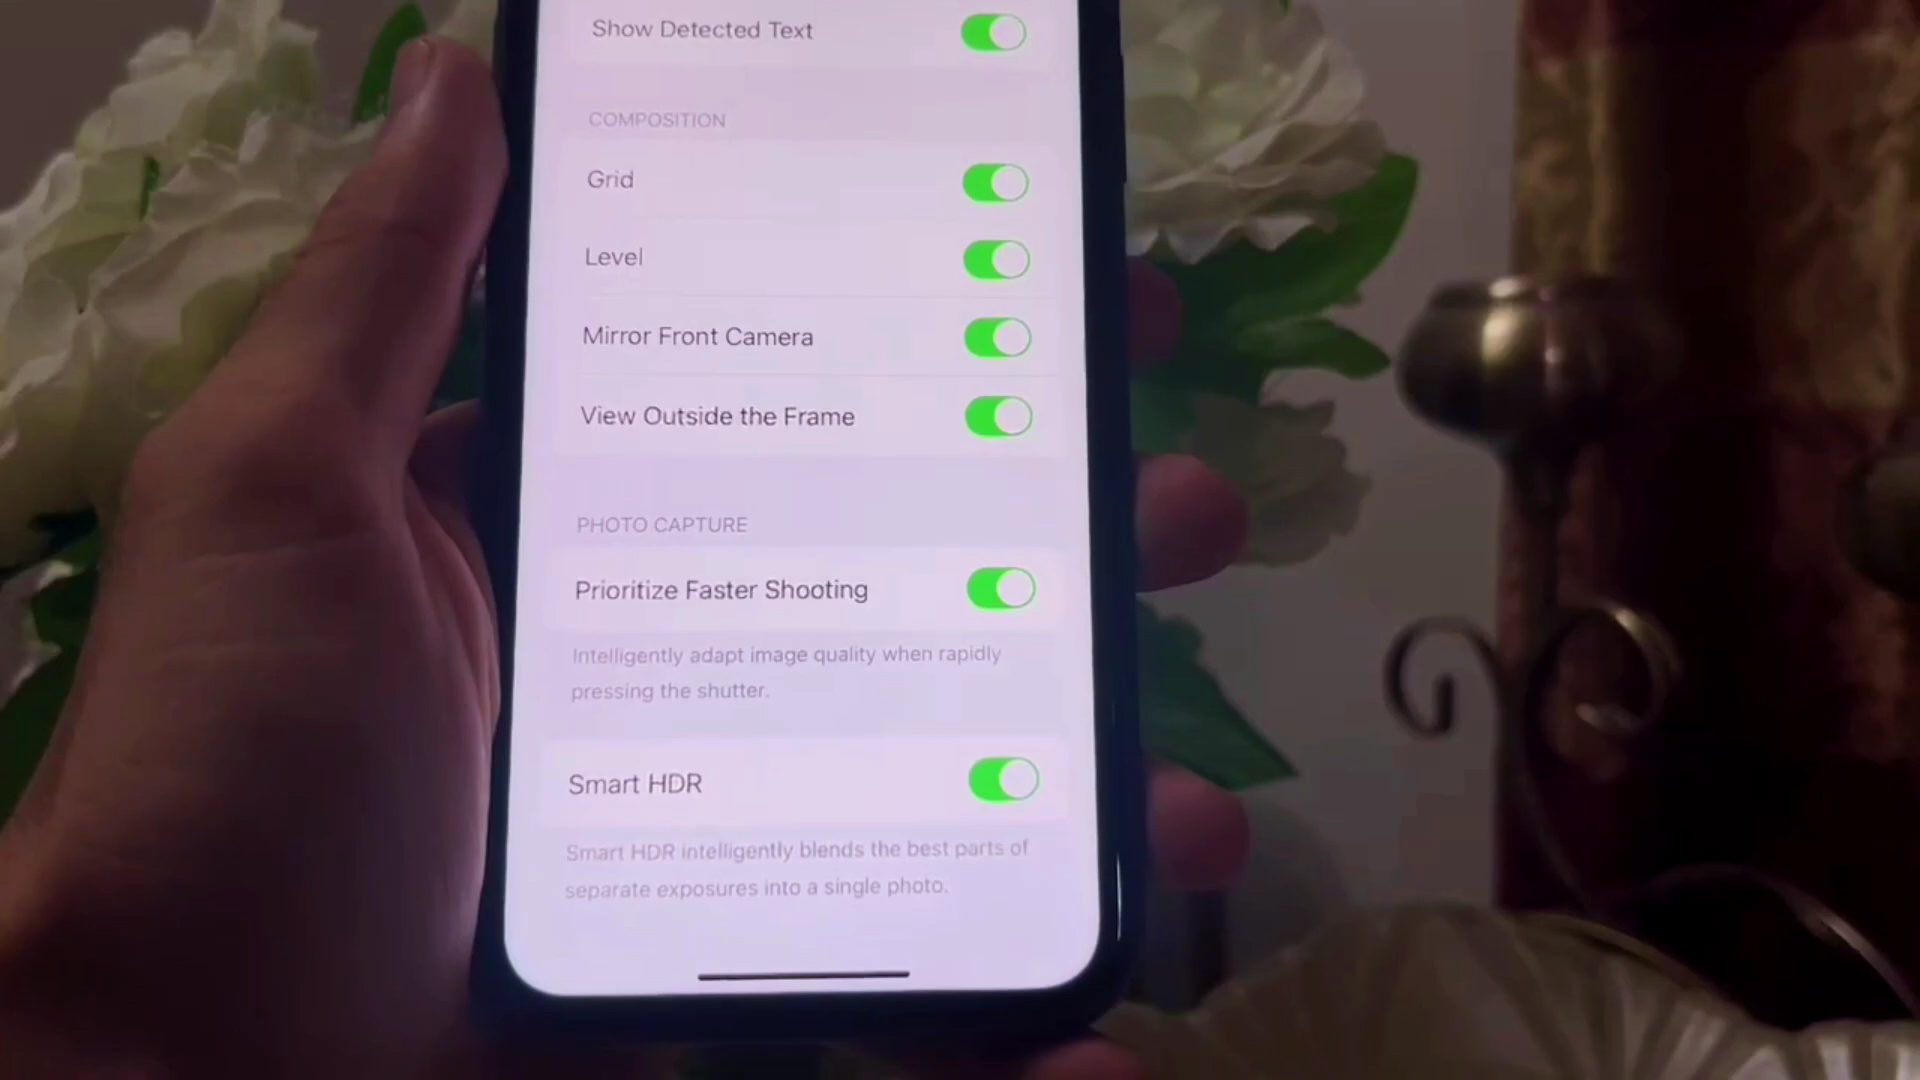 Show Detected Text
COMPOSITION
Grid
Level
Mirror Front Camera
View Outside the Frame
PHOTO CAPTURE
Prioritize Faster Shooting
Intelligently adapt image quality when rapidly
pressing the shutter.
Smart HDR
Smart HDR intelligently blends the best parts of
separate exposures into a single photo.